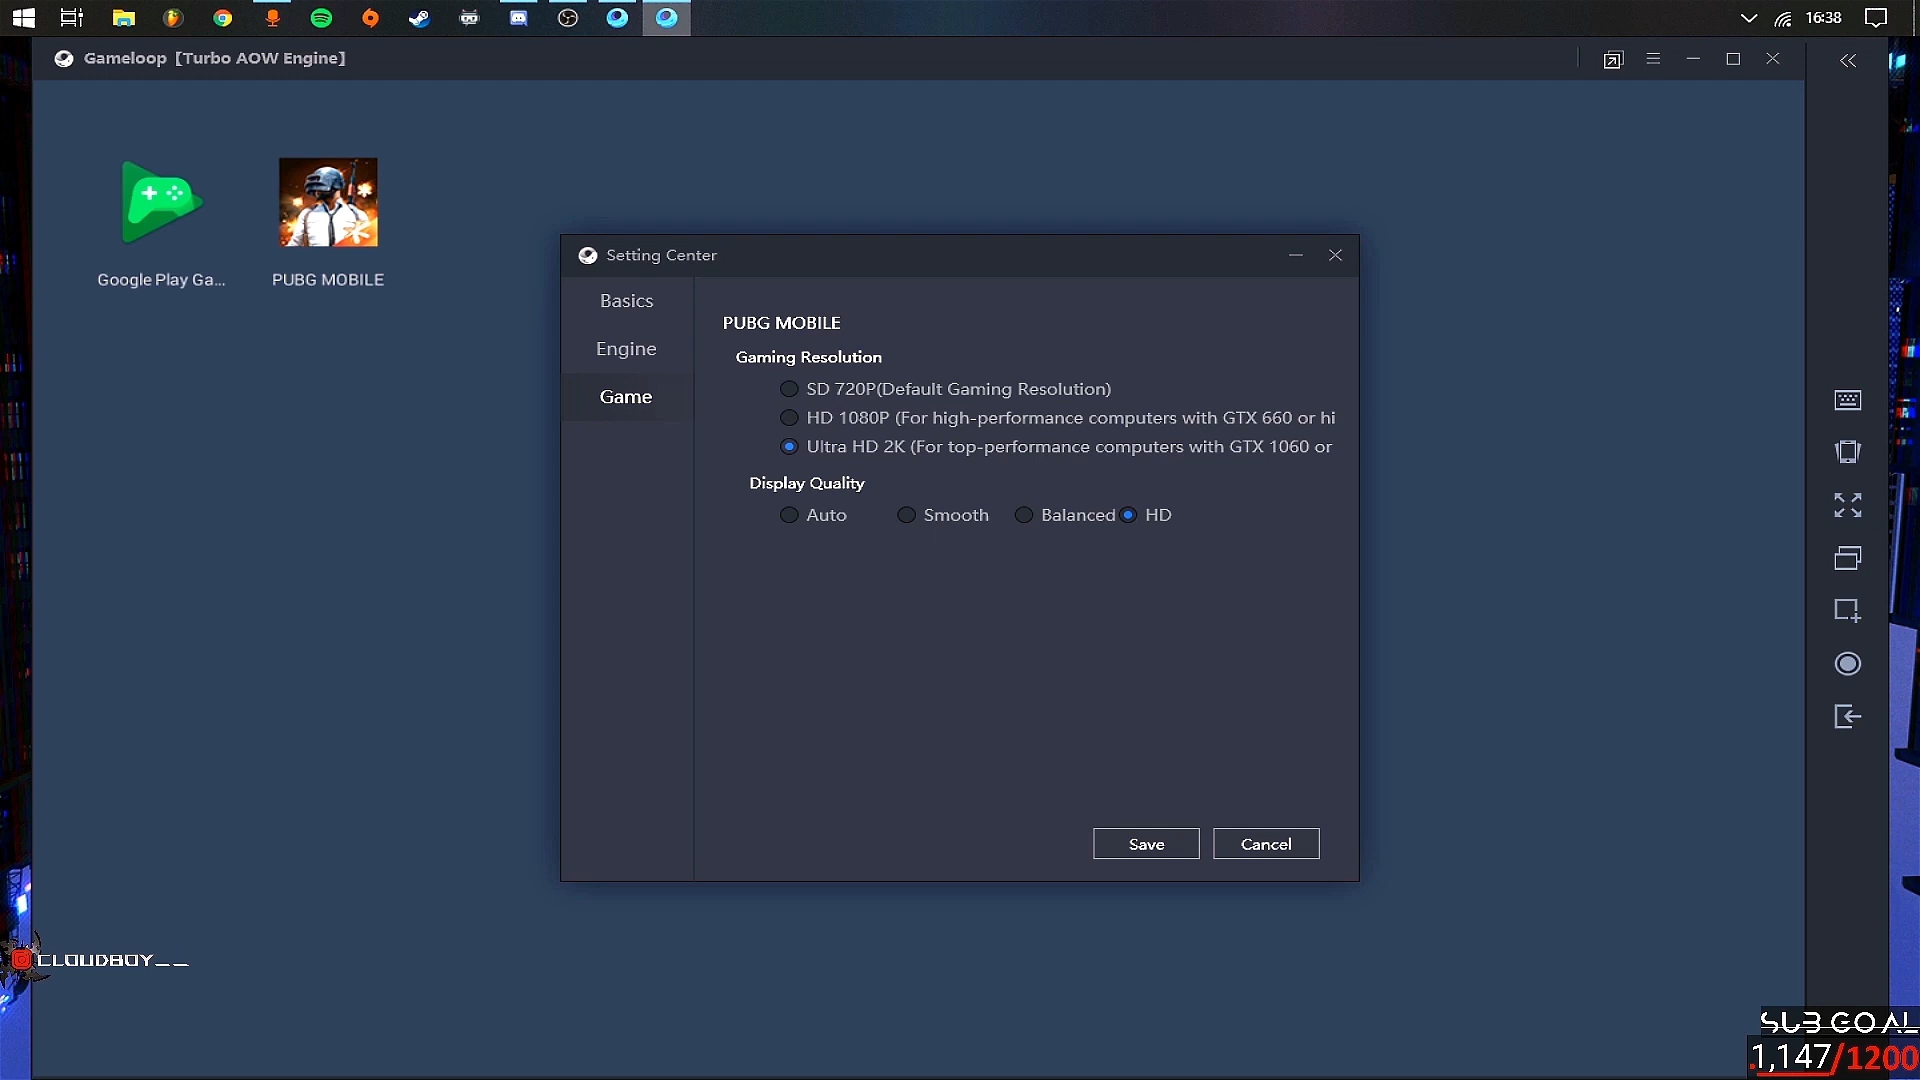 16:38
Gameloop [Turbo AOW Engine]
Google Play Ga...
PUBG MOBILE
Setting Center
Basics
Engine
Game
PUBG MOBILE
Gaming Resolution
SD 720P(Default Gaming Resolution)
HD 1080P (For high-performance computers with GTX 660 or hi
Ultra HD 2K (For top-performance computers with GTX 1060 or
Display Quality
Auto Smooth Balanced HD
Save Cancel
CLOUDBOY__
SUB GOAL
1,147/1200